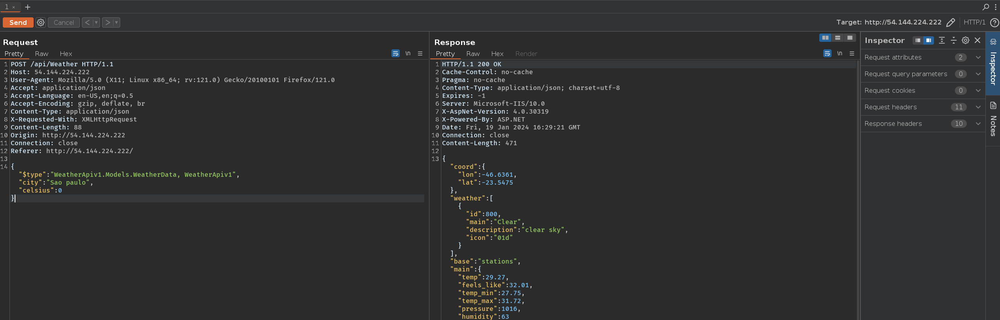 1 × +
Send Cancel < > Target: http://54.144.224.222 HTTP/1
Request
Pretty Raw Hex \n
1 POST /api/Weather HTTP/1.1
2 Host: 54.144.224.222
3 User-Agent: Mozilla/5.0 (X11; Linux x86_64; rv:121.0) Gecko/20100101 Firefox/121.0
4 Accept: application/json
5 Accept-Language: en-US,en;q=0.5
6 Accept-Encoding: gzip, deflate, br
7 Content-Type: application/json
8 X-Requested-With: XMLHttpRequest
9 Content-Length: 88
10 Origin: http://54.144.224.222
11 Connection: close
12 Referer: http://54.144.224.222/
13
14 {
"$type":"WeatherApiv1.Models.WeatherData, WeatherApiv1",
"city":"Sao paulo",
"celsius":0
}
Response
Pretty Raw Hex Render \n
1 HTTP/1.1 200 OK
2 Cache-Control: no-cache
3 Pragma: no-cache
4 Content-Type: application/json; charset=utf-8
5 Expires: -1
6 Server: Microsoft-IIS/10.0
7 X-AspNet-Version: 4.0.30319
8 X-Powered-By: ASP.NET
9 Date: Fri, 19 Jan 2024 16:29:21 GMT
10 Connection: close
11 Content-Length: 471
12
13 {
"coord":{
"lon":-46.6361,
"lat":-23.5475
},
"weather":[
{
"id":800,
"main":"Clear",
"description":"clear sky",
"icon":"01d"
}
],
"base":"stations",
"main":{
"temp":29.27,
"feels_like":32.01,
"temp_min":27.75,
"temp_max":31.72,
"pressure":1016,
"humidity":63
Inspector
Request attributes 2
Request query parameters 0
Request cookies 0
Request headers 11
Response headers 10
Inspector
Notes